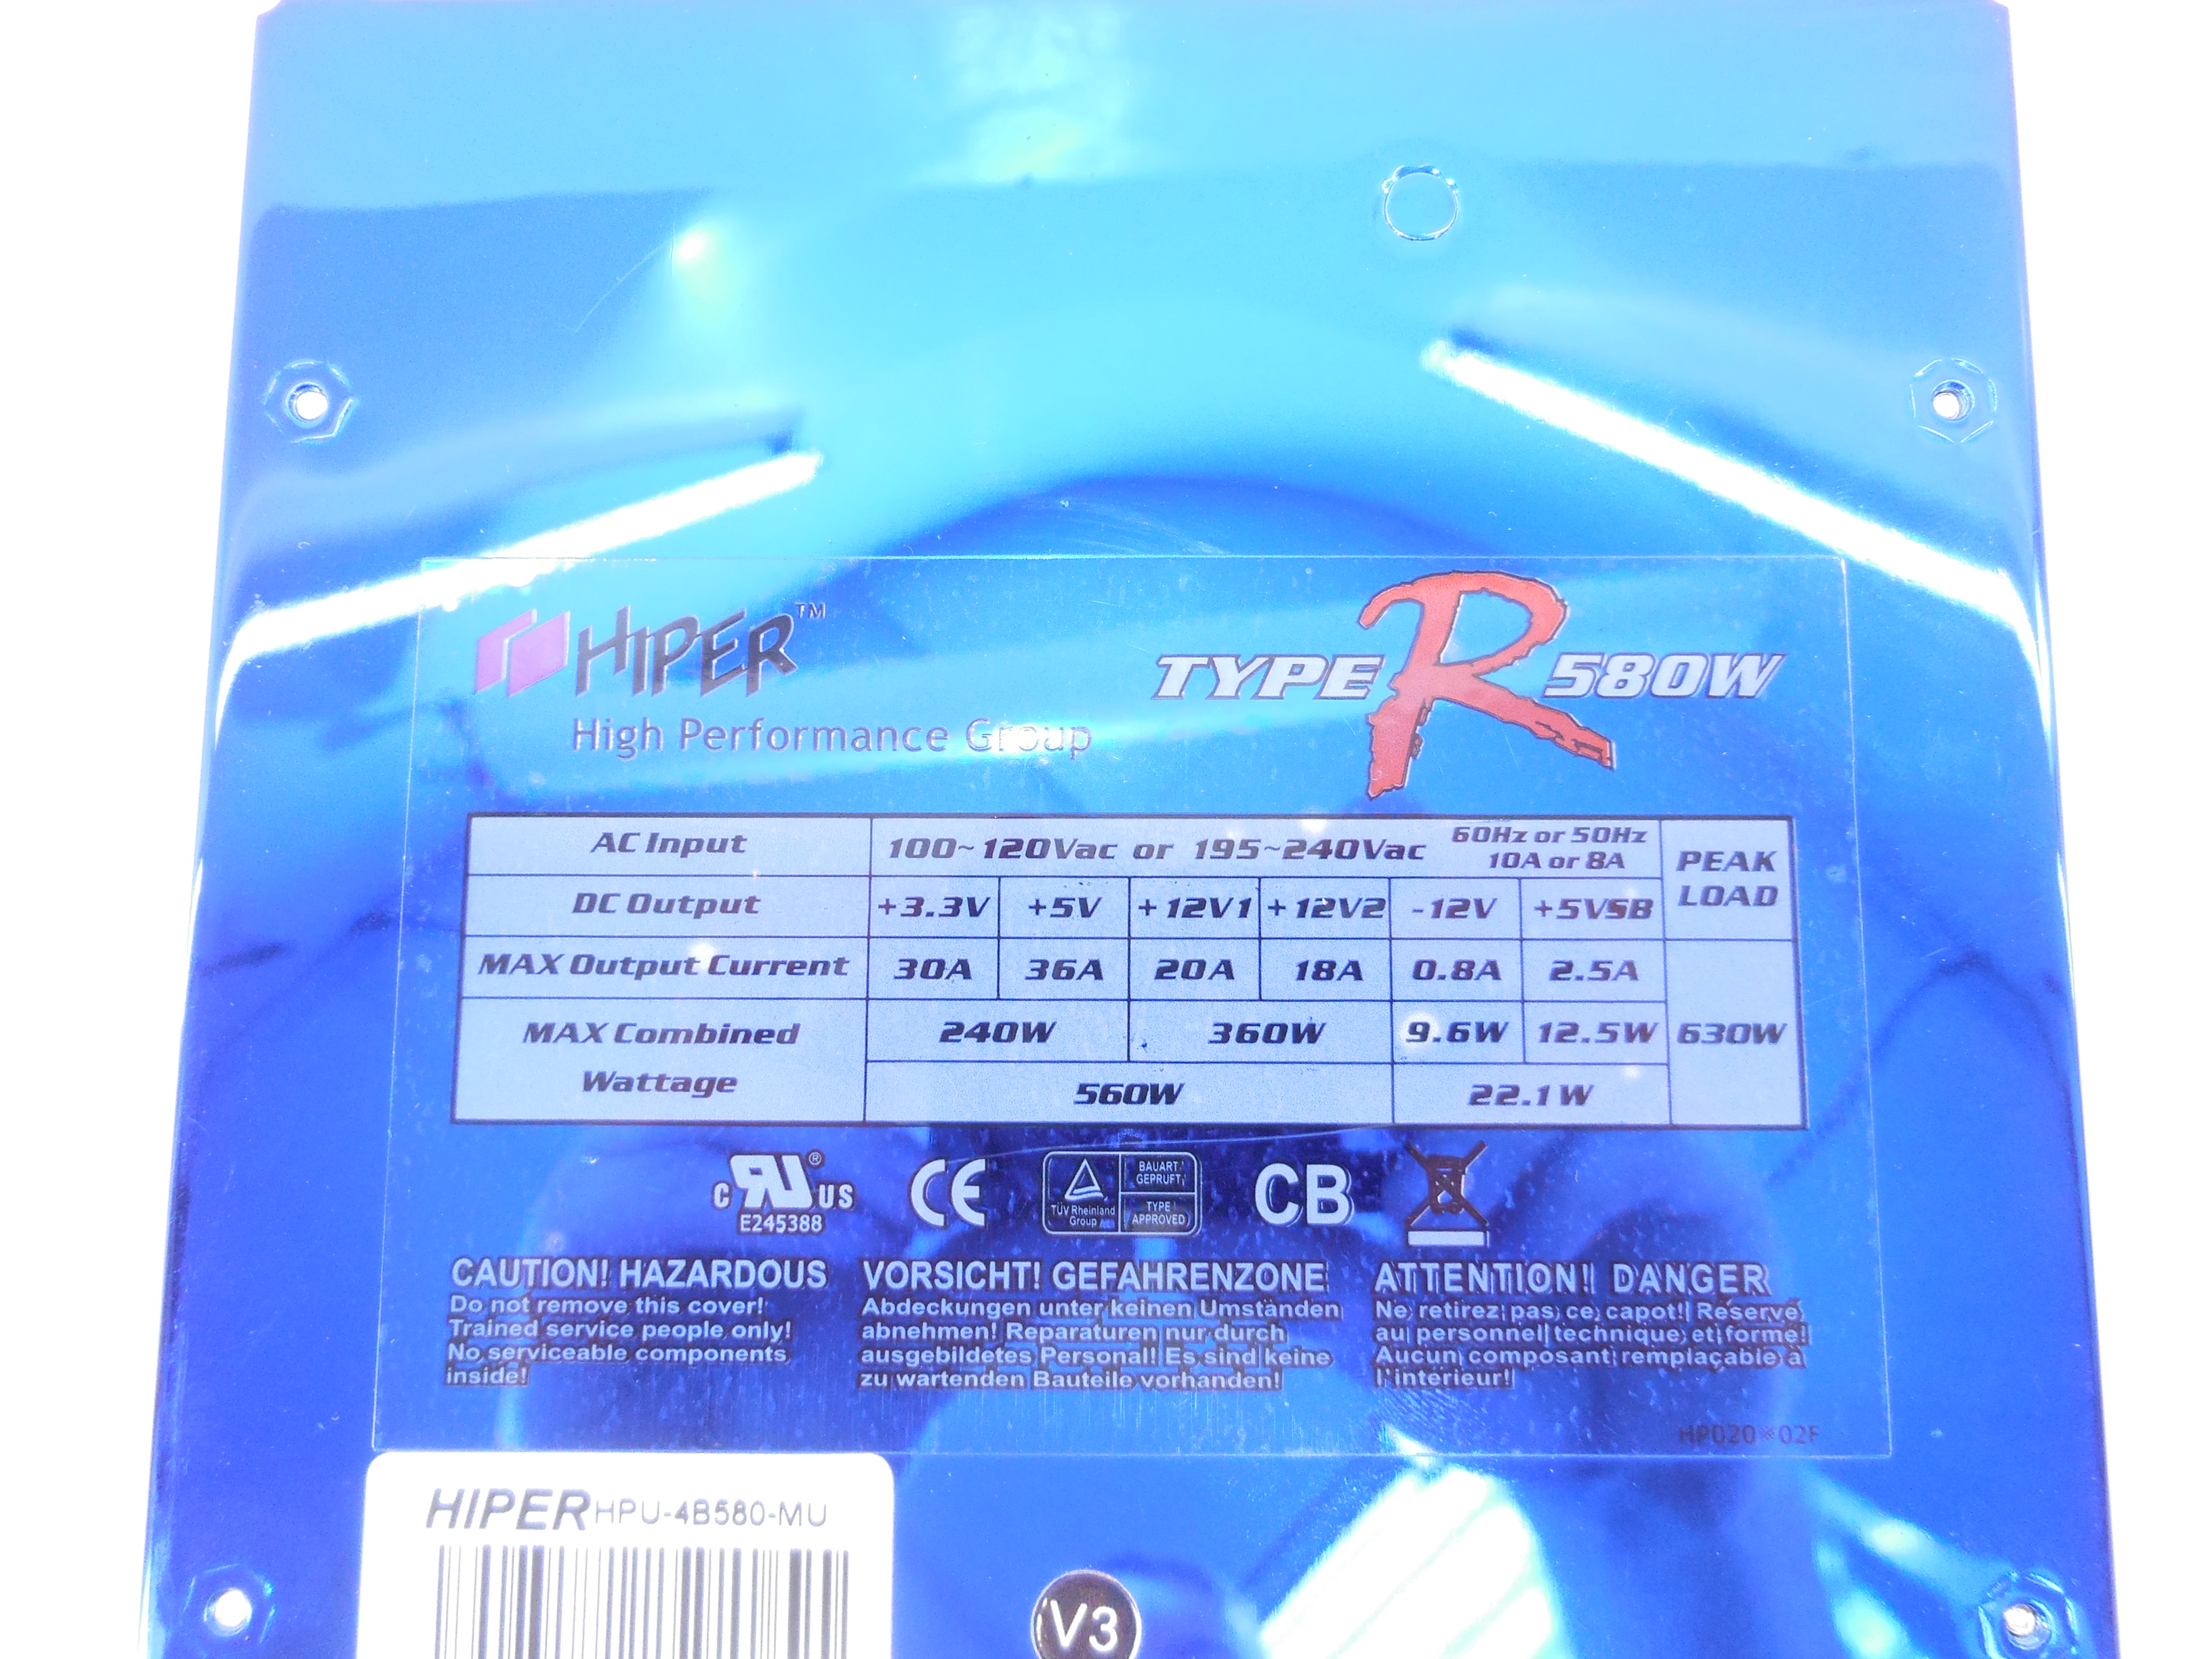 HIPER™
High Performance Group
TYPE R 580W
AC Input 100~120Vac or 195~240Vac 60Hz or 50Hz 10A or 8A PEAK LOAD
DC Output +3.3V +5V +12V1 +12V2 -12V +5VSB
MAX Output Current 30A 36A 20A 18A 0.8A 2.5A
MAX Combined Wattage 240W 360W 9.6W 12.5W 630W
560W 22.1W
C RU® US
E245388
CE
TÜV Rheinland Group
BAUART GEPRÜFT
TYPE APPROVED
CB
CAUTION! HAZARDOUS
Do not remove this cover!
Trained service people only!
No serviceable components
inside!
VORSICHT! GEFAHRENZONE
Abdeckungen unter keinen Umständen
abnehmen! Reparaturen nur durch
ausgebildetes Personal! Es sind keine
zu wartenden Bauteile vorhanden!
ATTENTION! DANGER
Ne retirez pas ce capot! Réservé
au personnel technique et formé!
Aucun composant remplaçable à
l'intérieur!
HP020※02F
HIPER HPU-4B580-MU
V3